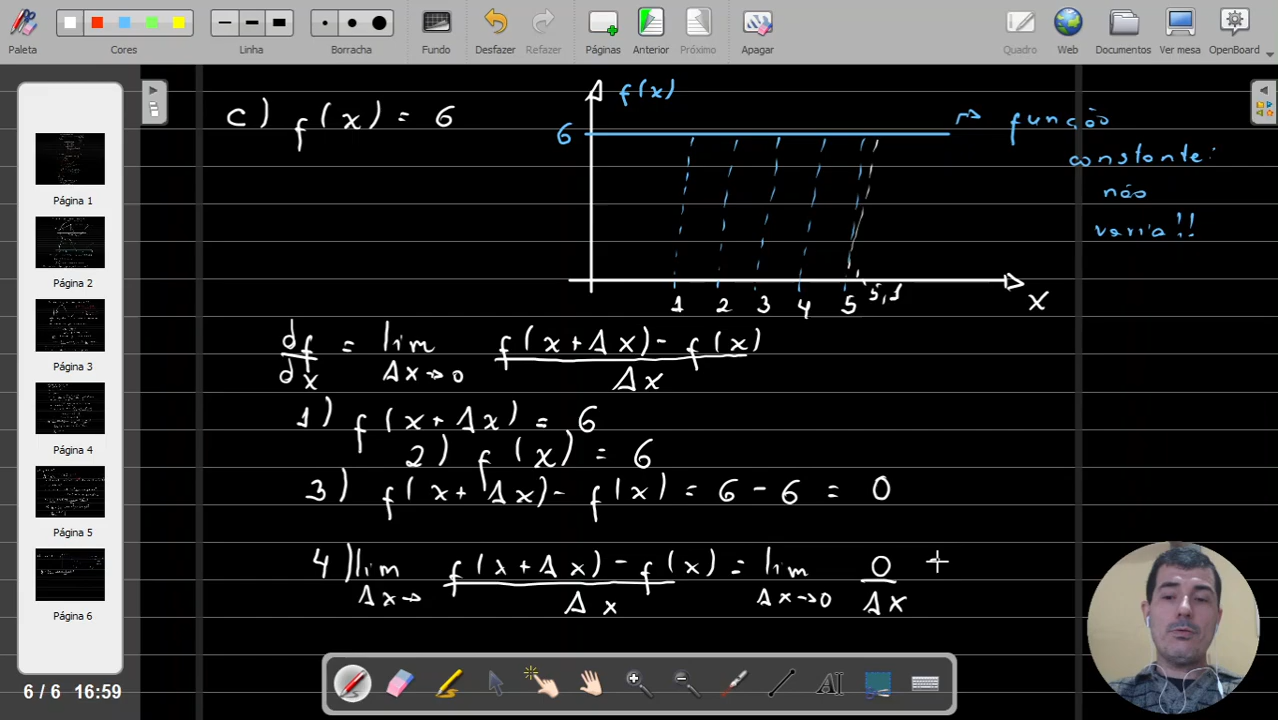 Paleta
Cores
Linha
Borracha
Fundo
Desfazer
Refazer
Páginas
Anterior
Próximo
Apagar
Quadro
Web
Documentos
Ver mesa
OpenBoard
Página 1
Página 2
Página 3
Página 4
Página 5
Página 6
6 / 6 16:59
c) f(x) = 6
f(x)
6
função
constante:
não
varia!!
1 2 3 4 5 5,1
x
df/dx = lim Δx→0 (f(x+Δx) - f(x))/Δx
1) f(x+Δx) = 6
2) f(x) = 6
3) f(x+Δx) - f(x) = 6 - 6 = 0
4) lim Δx→ (f(x+Δx) - f(x))/Δx = lim Δx→0 0/Δx
AI